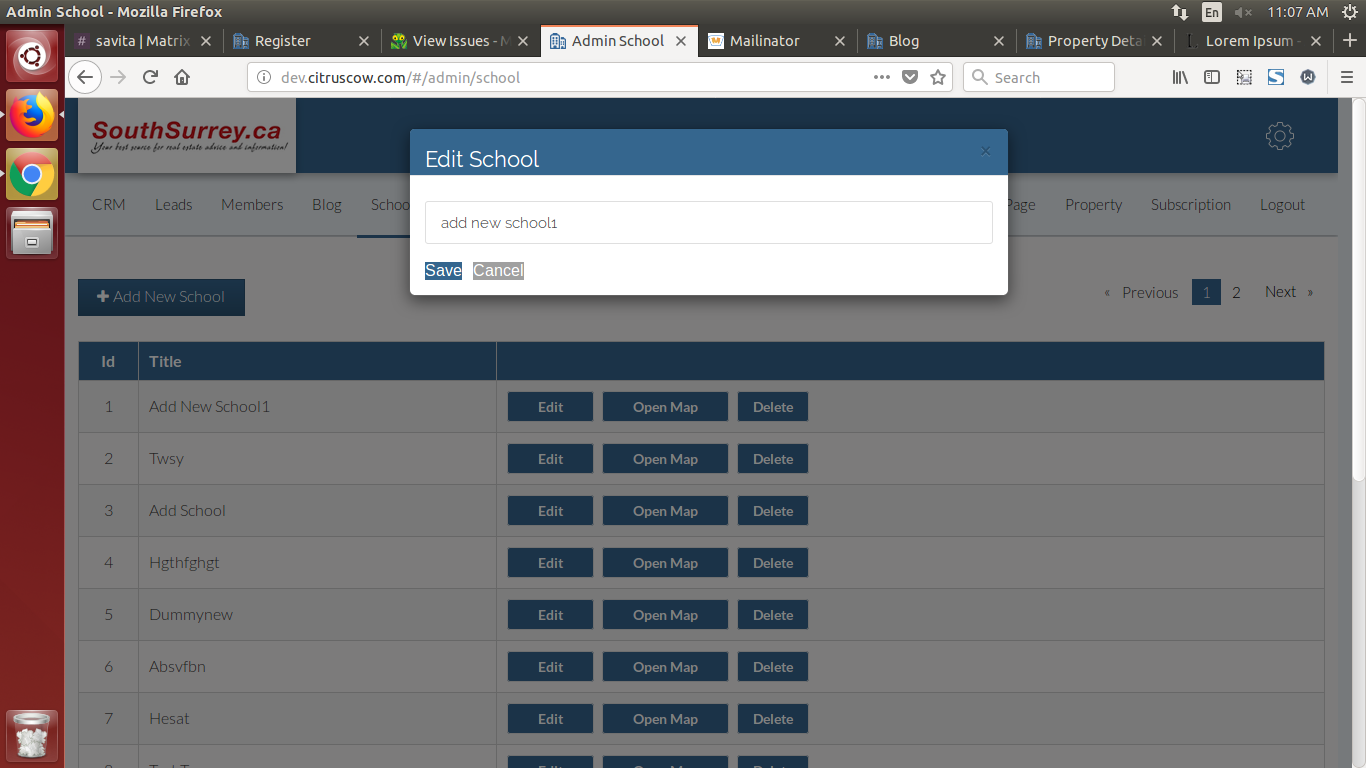 Admin School - Mozilla Firefox
En
11:07 AM
# savita | Matrix
Register
View Issues - M
Admin School
Mailinator
Blog
Property Deta
Lorem Ipsum -
dev.citruscow.com/#/admin/school
Search
SouthSurrey.ca
Your best source for real estate advice and information!
Edit School
×
CRM
Leads
Members
Blog
Schoo
Page
Property
Subscription
Logout
add new school1
Save
Cancel
+ Add New School
« Previous 1 2 Next »
Id Title
1 Add New School1 Edit Open Map Delete
2 Twsy Edit Open Map Delete
3 Add School Edit Open Map Delete
4 Hgthfghgt Edit Open Map Delete
5 Dummynew Edit Open Map Delete
6 Absvfbn Edit Open Map Delete
7 Hesat Edit Open Map Delete